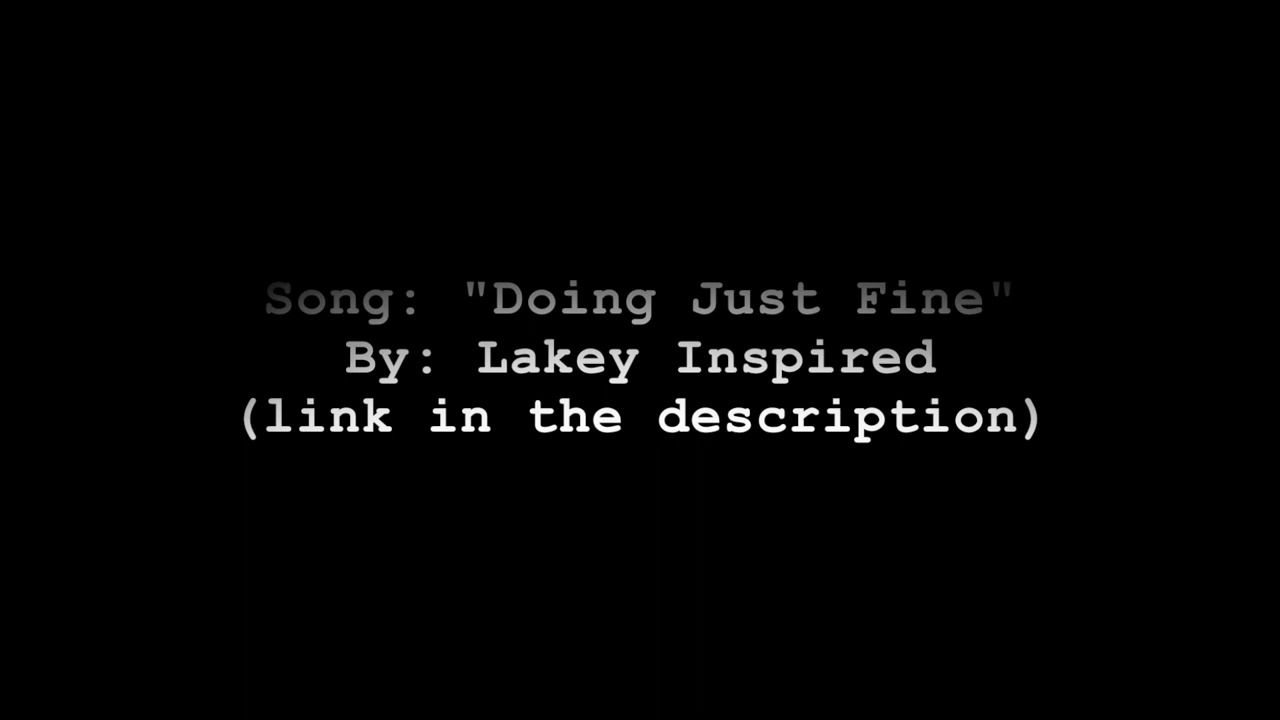 Song: "Doing Just Fine"
By: Lakey Inspired
(link in the description)